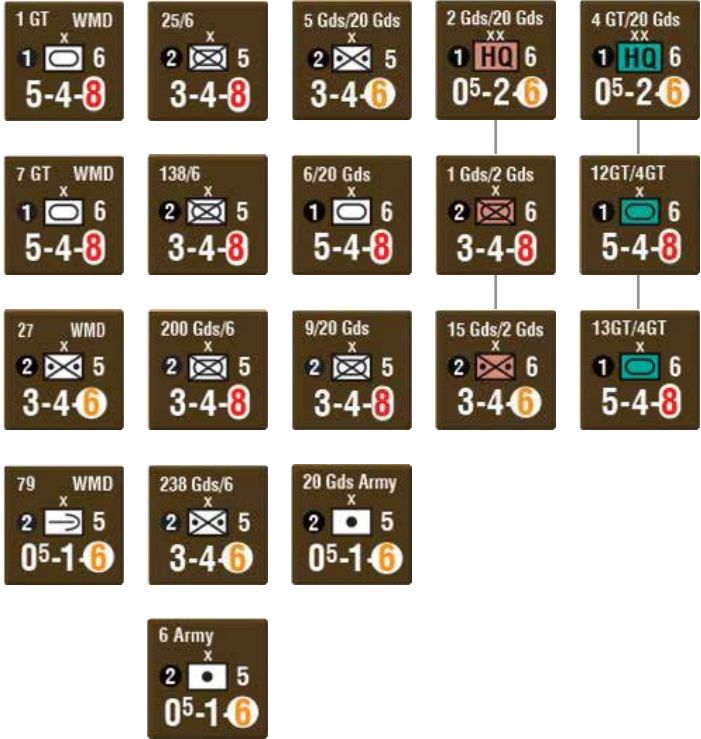 1 GT WMD
X
1 6
5-4-8
25/6
X
2 5
3-4-8
5 Gds/20 Gds
X
2 5
3-4-6
2 Gds/20 Gds
XX
1 HQ 6
0⁵-2-6
4 GT/20 Gds
XX
1 HQ 6
0⁵-2-6
7 GT WMD
X
1 6
5-4-8
138/6
X
2 5
3-4-8
6/20 Gds
X
1 6
5-4-8
1 Gds/2 Gds
X
2 6
3-4-8
12GT/4GT
X
1 6
5-4-8
27 WMD
X
2 5
3-4-6
200 Gds/6
X
2 5
3-4-8
9/20 Gds
X
2 5
3-4-8
15 Gds/2 Gds
X
2 6
3-4-6
13GT/4GT
X
1 6
5-4-8
79 WMD
X
2 5
0⁵-1-6
238 Gds/6
X
2 5
3-4-6
20 Gds Army
X
2 5
0⁵-1-6
6 Army
X
2 5
0⁵-1-6